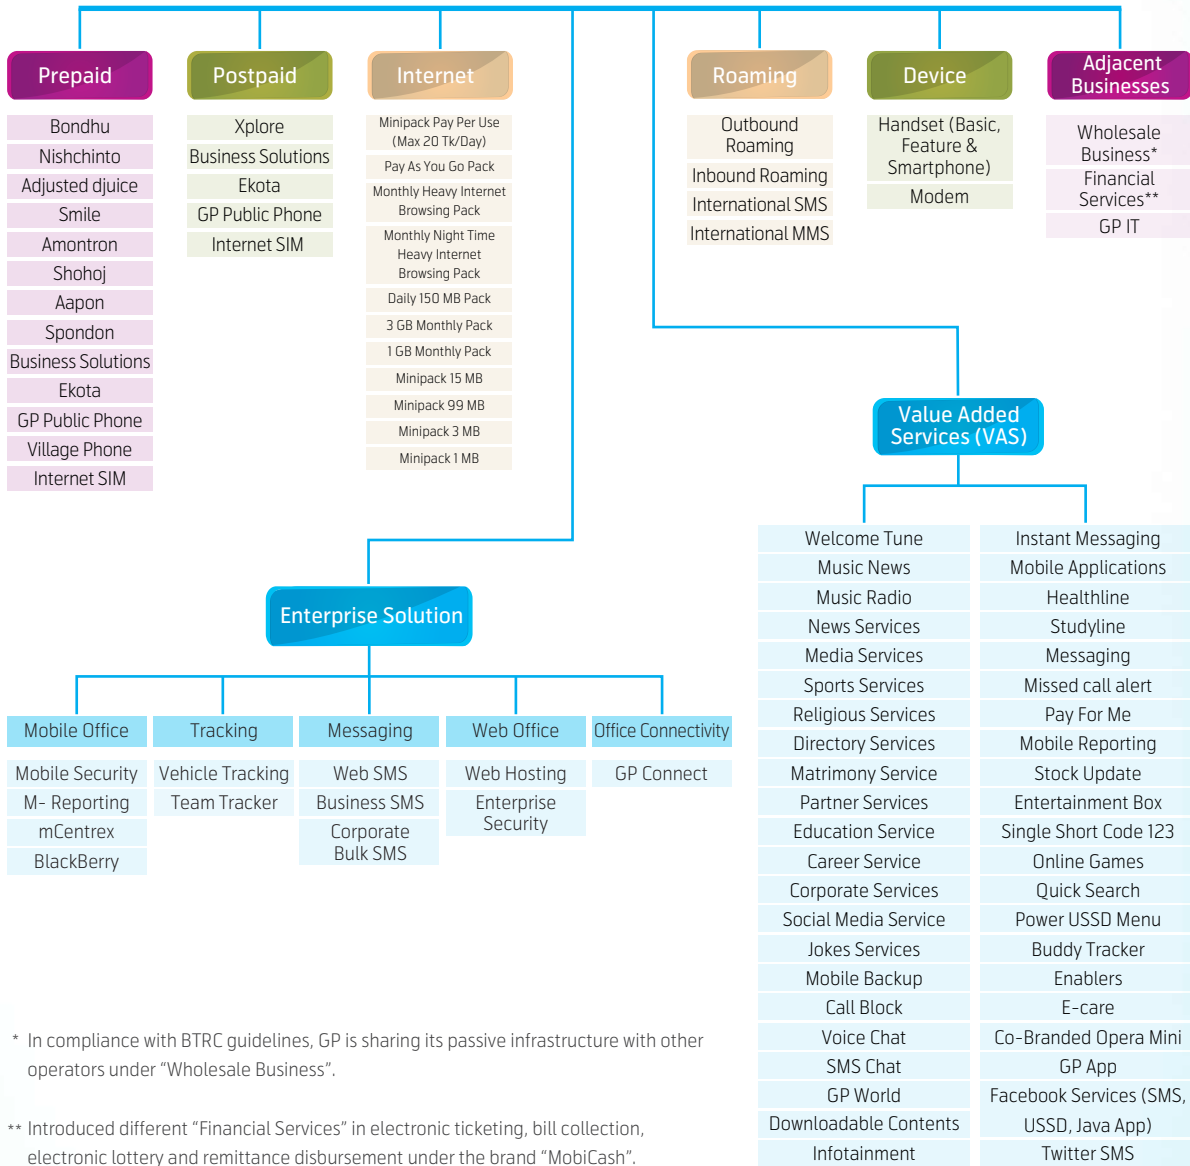 Prepaid
Bondhu
Nishchinto
Adjusted djuice
Smile
Amontron
Shohoj
Aapon
Spondon
Business Solutions
Ekota
GP Public Phone
Village Phone
Internet SIM
Postpaid
Xplore
Business Solutions
Ekota
GP Public Phone
Internet SIM
Internet
Minipack Pay Per Use
(Max 20 Tk/Day)
Pay As You Go Pack
Monthly Heavy Internet
Browsing Pack
Monthly Night Time
Heavy Internet
Browsing Pack
Daily 150 MB Pack
3 GB Monthly Pack
1 GB Monthly Pack
Minipack 15 MB
Minipack 99 MB
Minipack 3 MB
Minipack 1 MB
Roaming
Outbound
Roaming
Inbound Roaming
International SMS
International MMS
Device
Handset (Basic,
Feature &
Smartphone)
Modem
Adjacent
Businesses
Wholesale
Business*
Financial
Services**
GP IT
Enterprise Solution
Mobile Office
Mobile Security
M- Reporting
mCentrex
BlackBerry
Tracking
Vehicle Tracking
Team Tracker
Messaging
Web SMS
Business SMS
Corporate
Bulk SMS
Web Office
Web Hosting
Enterprise
Security
Office Connectivity
GP Connect
Value Added
Services (VAS)
Welcome Tune
Music News
Music Radio
News Services
Media Services
Sports Services
Religious Services
Directory Services
Matrimony Service
Partner Services
Education Service
Career Service
Corporate Services
Social Media Service
Jokes Services
Mobile Backup
Call Block
Voice Chat
SMS Chat
GP World
Downloadable Contents
Infotainment
Instant Messaging
Mobile Applications
Healthline
Studyline
Messaging
Missed call alert
Pay For Me
Mobile Reporting
Stock Update
Entertainment Box
Single Short Code 123
Online Games
Quick Search
Power USSD Menu
Buddy Tracker
Enablers
E-care
Co-Branded Opera Mini
GP App
Facebook Services (SMS,
USSD, Java App)
Twitter SMS
* In compliance with BTRC guidelines, GP is sharing its passive infrastructure with other
operators under “Wholesale Business”.
** Introduced different “Financial Services” in electronic ticketing, bill collection,
electronic lottery and remittance disbursement under the brand “MobiCash”.